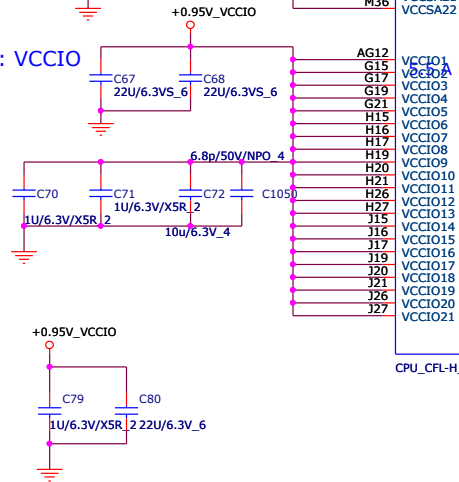 M36
VCCSA22
+0.95V_VCCIO
: VCCIO
C67
22U/6.3VS_6
C68
22U/6.3VS_6
AG12 VCCIO1
G15 VCCIO2
5.5 A
G17 VCCIO3
G19 VCCIO4
G21 VCCIO5
H15 VCCIO6
H16 VCCIO7
H17 VCCIO8
H19 VCCIO9
H20 VCCIO10
H21 VCCIO11
H26 VCCIO12
H27 VCCIO13
J15 VCCIO14
J16 VCCIO15
J17 VCCIO16
J19 VCCIO17
J20 VCCIO18
J21 VCCIO19
J26 VCCIO20
J27 VCCIO21
6.8p/50V/NPO_4
C70
C71
C72
C1050
1U/6.3V/X5R_2
1U/6.3V/X5R_2
10u/6.3V_4
+0.95V_VCCIO
CPU_CFL-H_
C79
C80
1U/6.3V/X5R_2
22U/6.3V_6